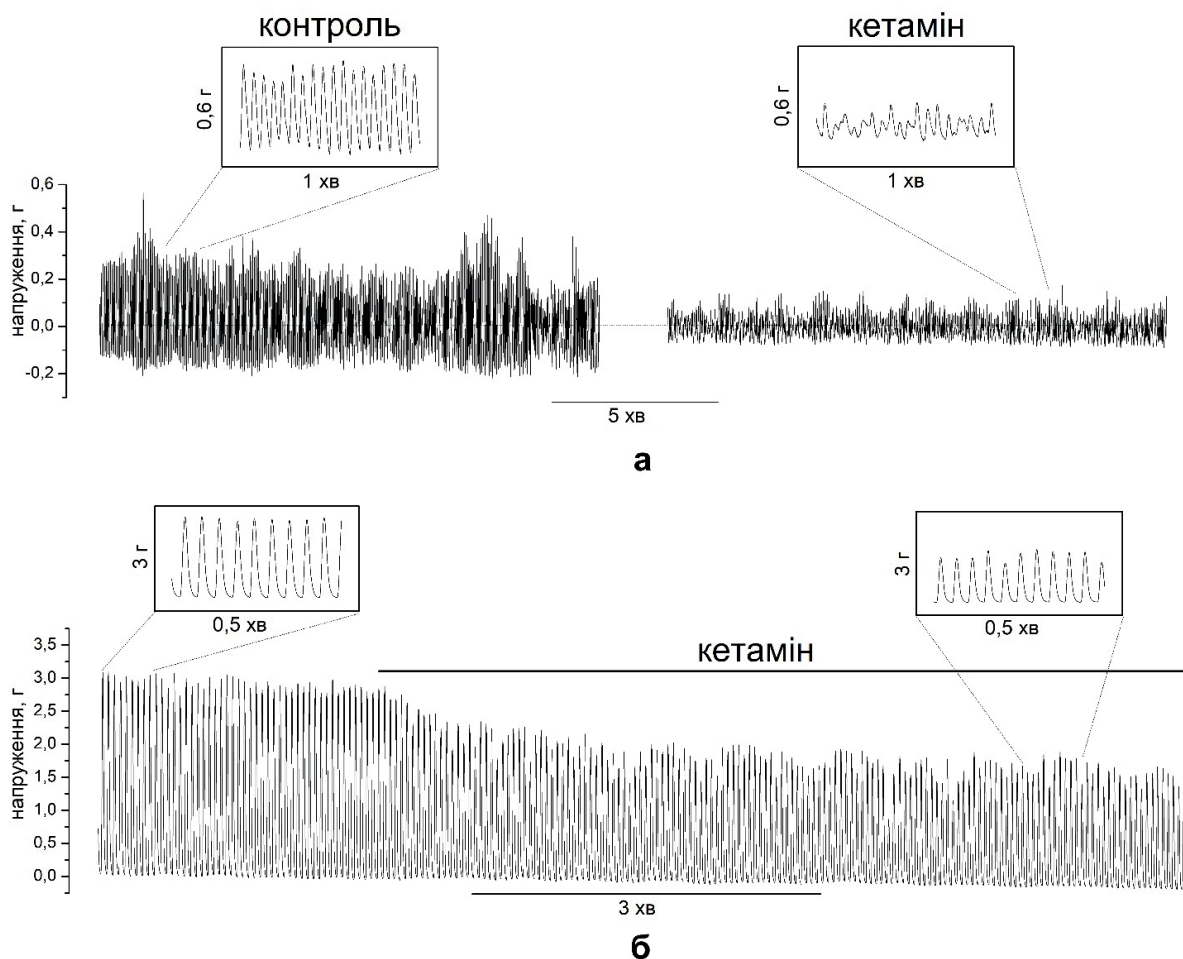 контроль
кетамін
0,6 г
1 хв
0,6 г
1 хв
напруження, г
0,6
0,4
0,2
0,0
-0,2
5 хв
а
3 г
0,5 хв
3 г
0,5 хв
кетамін
напруження, г
3,5
3,0
2,5
2,0
1,5
1,0
0,5
0,0
3 хв
б